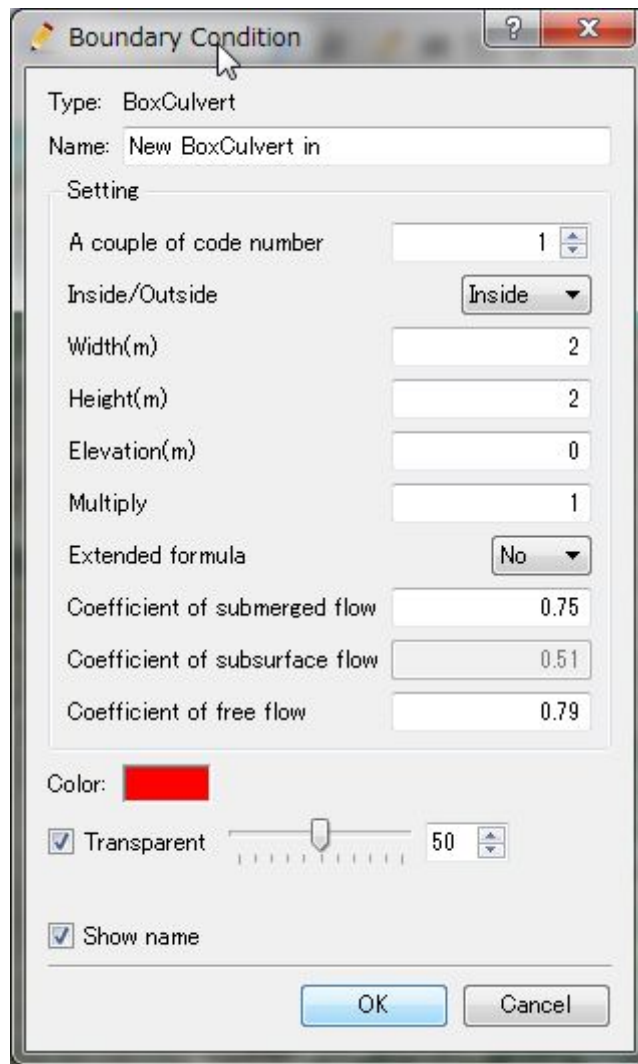 Boundary Condition
Type: BoxCulvert
Name: New BoxCulvert in
Setting
A couple of code number 1
Inside/Outside Inside
Width(m) 2
Height(m) 2
Elevation(m) 0
Multiply 1
Extended formula No
Coefficient of submerged flow 0.75
Coefficient of subsurface flow 0.51
Coefficient of free flow 0.79
Color:
Transparent 50
Show name
OK Cancel